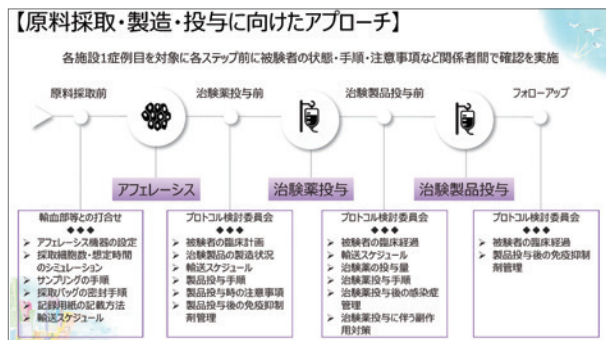 【原料採取・製造・投与に向けたアプローチ】
各施設1症例目を対象に各ステップ前に被験者の状態・手順・注意事項など関係者間で確認を実施
原料採取前
治験薬投与前
治験製品投与前
フォローアップ
アフェレーシス
治験薬投与
治験製品投与
輸血部等との打合せ
◆◆◆
➢ アフェレーシス機器の設定
➢ 採取細胞数・想定時間
のシミュレーション
➢ サンプリングの手順
➢ 採取バッグの密封手順
➢ 記録用紙の記載方法
➢ 輸送スケジュール
プロトコル検討委員会
◆◆◆
➢ 被験者の臨床計画
➢ 治験製品の製造状況
➢ 輸送スケジュール
➢ 製品投与手順
➢ 製品投与時の注意事項
➢ 製品投与後の免疫抑制
剤管理
プロトコル検討委員会
◆◆◆
➢ 被験者の臨床経過
➢ 輸送スケジュール
➢ 治験薬の投与量
➢ 治験薬投与手順
➢ 治験薬投与後の感染症
管理
➢ 治験薬投与に伴う副作
用対策
プロトコル検討委員会
◆◆◆
➢ 被験者の臨床経過
➢ 製品投与後の免疫抑制
剤管理